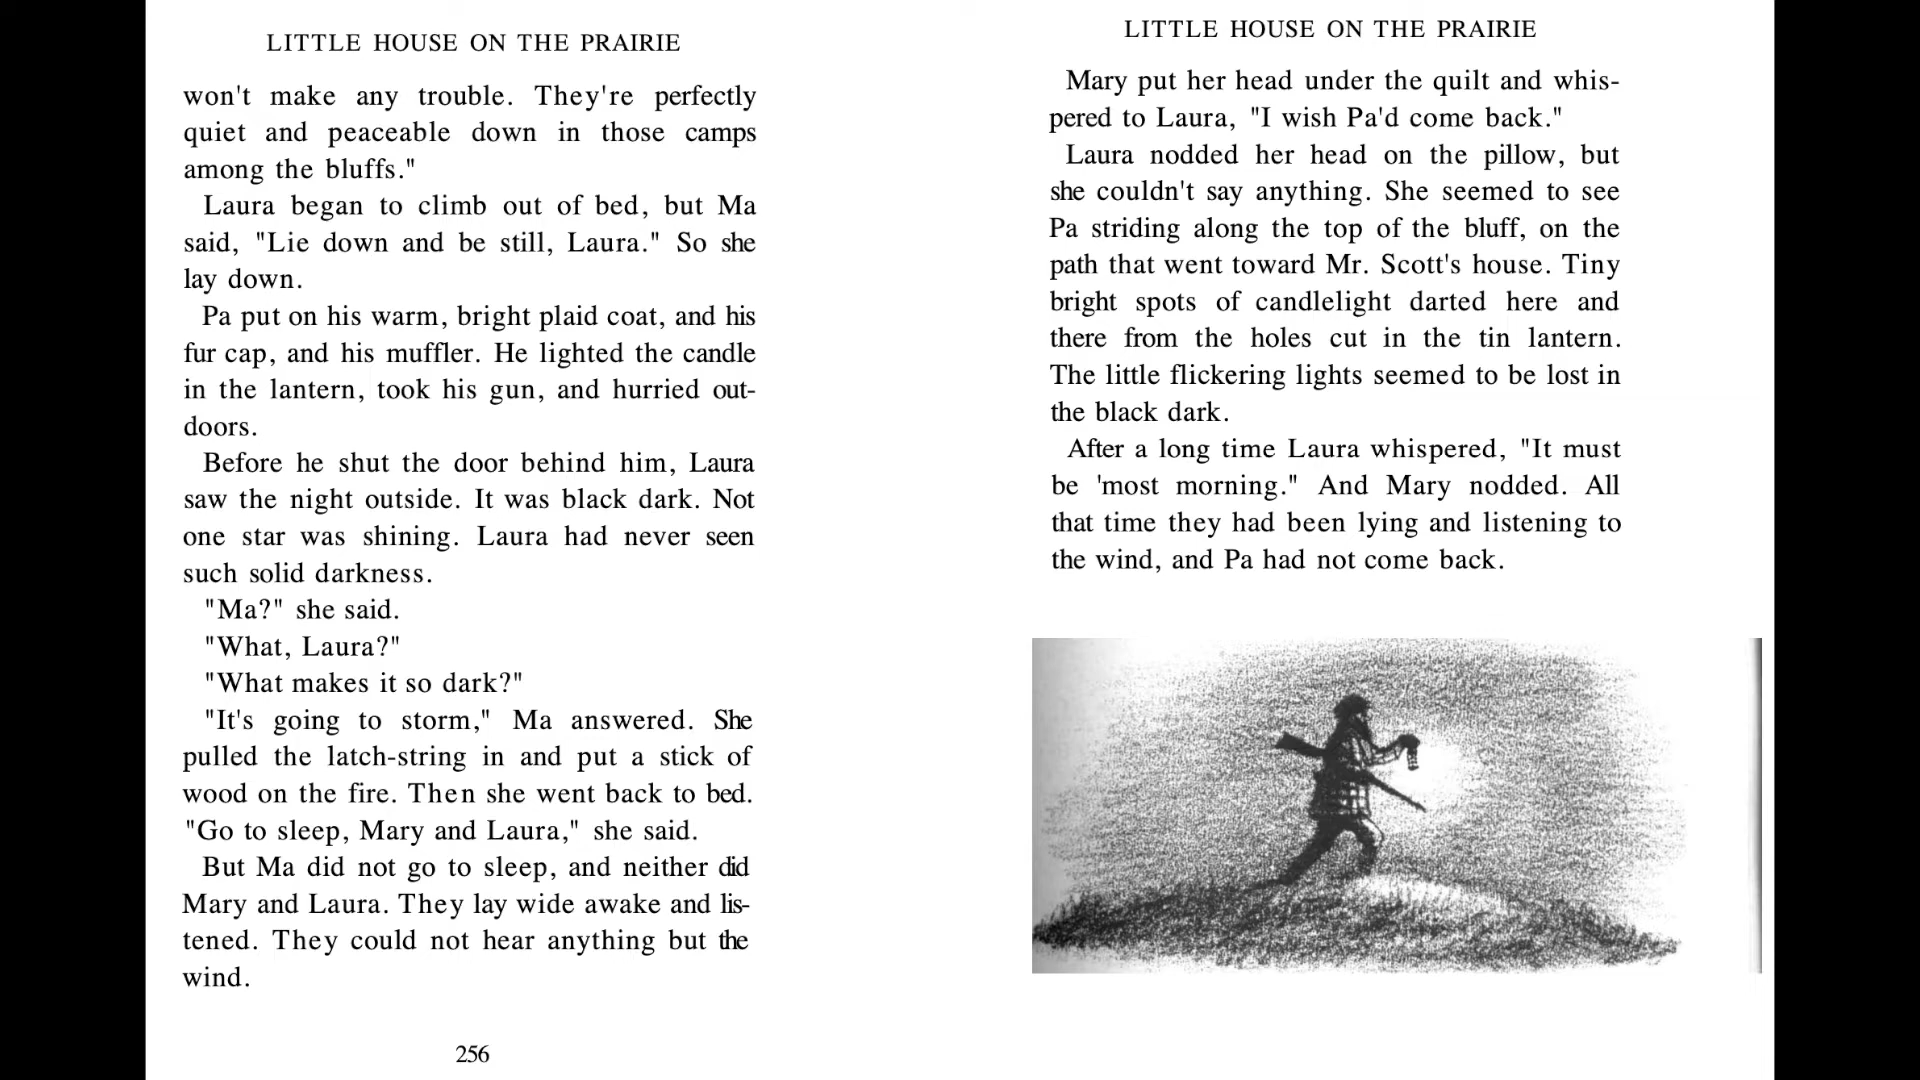 LITTLE HOUSE ON THE PRAIRIE
won't make any trouble. They're perfectly
quiet and peaceable down in those camps
among the bluffs."
Laura began to climb out of bed, but Ma
said, "Lie down and be still, Laura." So she
lay down.
Pa put on his warm, bright plaid coat, and his
fur cap, and his muffler. He lighted the candle
in the lantern, took his gun, and hurried out-
doors.
Before he shut the door behind him, Laura
saw the night outside. It was black dark. Not
one star was shining. Laura had never seen
such solid darkness.
"Ma?" she said.
"What, Laura?"
"What makes it so dark?"
"It's going to storm," Ma answered. She
pulled the latch-string in and put a stick of
wood on the fire. Then she went back to bed.
"Go to sleep, Mary and Laura," she said.
But Ma did not go to sleep, and neither did
Mary and Laura. They lay wide awake and lis-
tened. They could not hear anything but the
wind.
256
LITTLE HOUSE ON THE PRAIRIE
Mary put her head under the quilt and whis-
pered to Laura, "I wish Pa'd come back."
Laura nodded her head on the pillow, but
she couldn't say anything. She seemed to see
Pa striding along the top of the bluff, on the
path that went toward Mr. Scott's house. Tiny
bright spots of candlelight darted here and
there from the holes cut in the tin lantern.
The little flickering lights seemed to be lost in
the black dark.
After a long time Laura whispered, "It must
be 'most morning." And Mary nodded. All
that time they had been lying and listening to
the wind, and Pa had not come back.